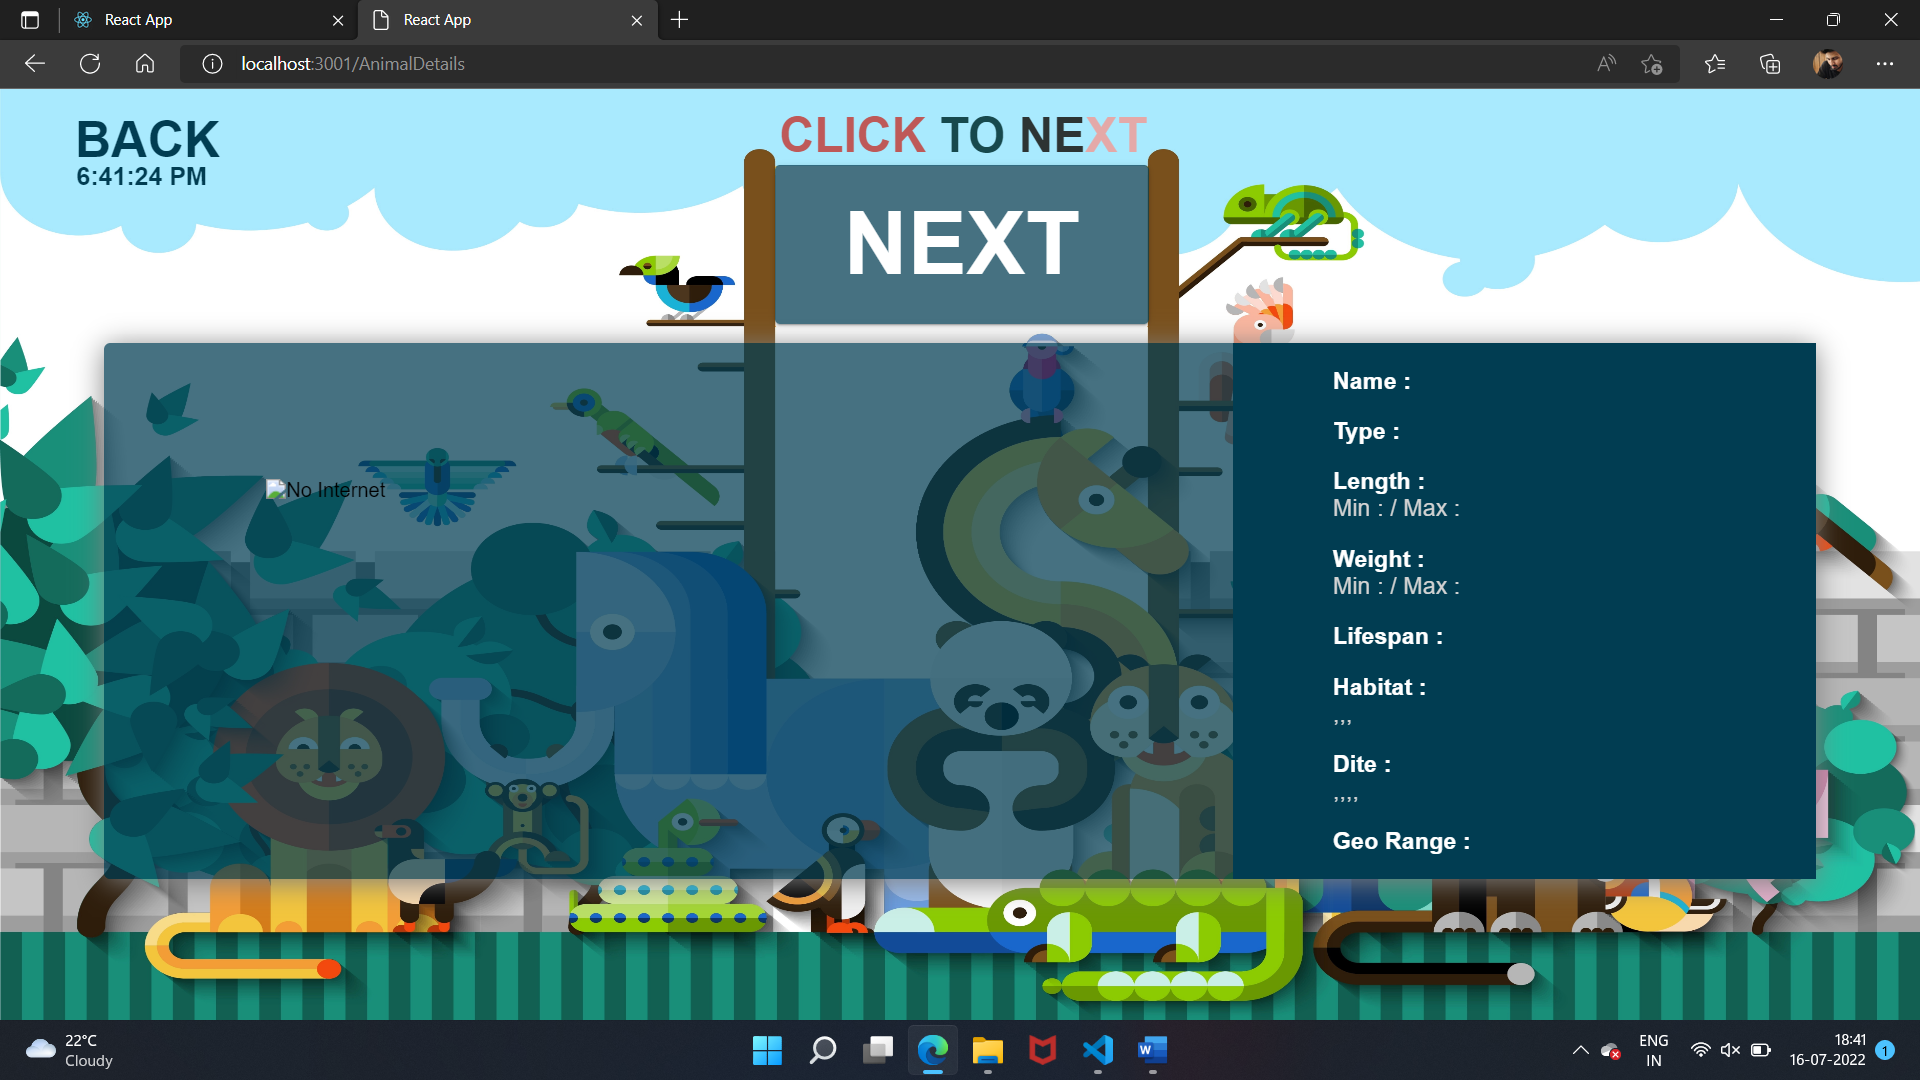 React App
React App
localhost:3001/AnimalDetails
BACK
6:41:24 PM
CLICK TO NEXT
NEXT
No Internet
Name :
Type :
Length :
Min : / Max :
Weight :
Min : / Max :
Lifespan :
Habitat :
,,,
Dite :
,,,,
Geo Range :
22°C
Cloudy
W
ENG
IN
18:41
16-07-2022
1